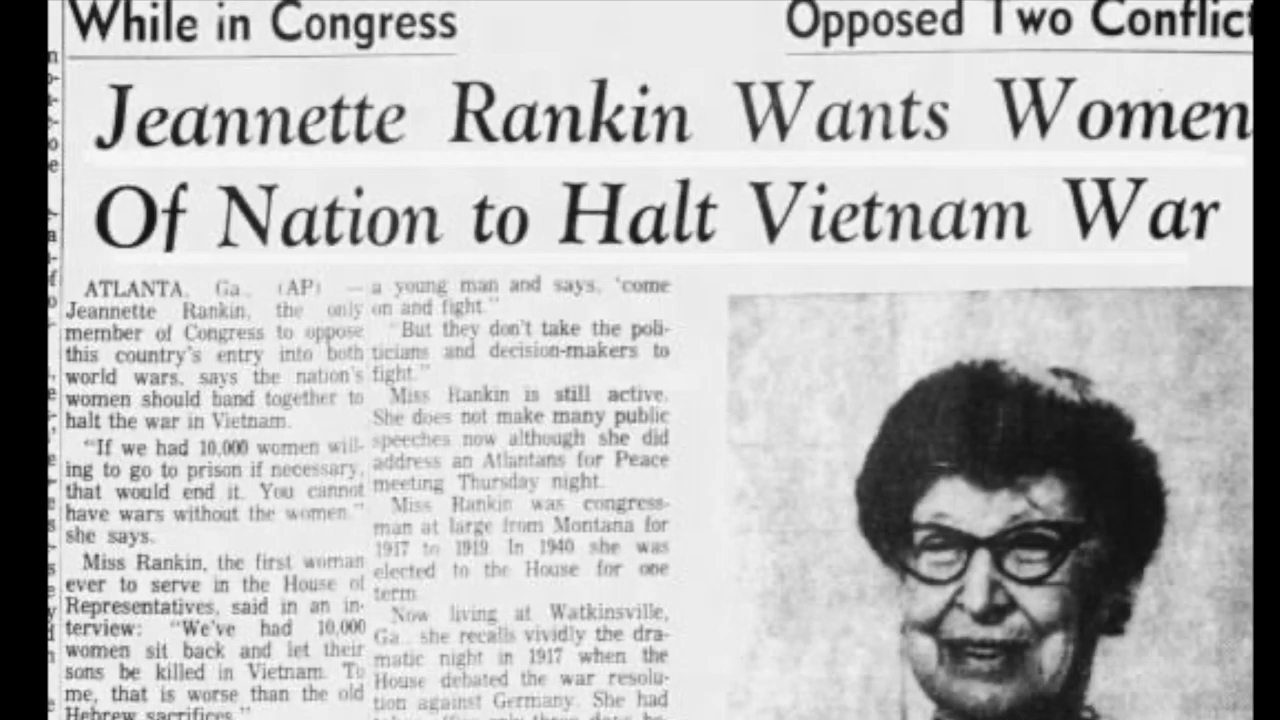 While in Congress
Opposed Two Conflict
Jeannette Rankin Wants Women
Of Nation to Halt Vietnam War
ATLANTA, Ga. (AP) —
Jeannette Rankin, the only
member of Congress to oppose
this country's entry into both
world wars, says the nation's
women should band together to
halt the war in Vietnam.
"If we had 10,000 women will-
ing to go to prison if necessary,
that would end it. You cannot
have wars without the women."
she says.
Miss Rankin, the first woman
ever to serve in the House of
Representatives, said in an in-
terview: "We've had 10,000
women sit back and let their
sons be killed in Vietnam. To
me, that is worse than the old
Hebrew sacrifices."
a young man and says, 'come
on and fight.'
"But they don't take the poli-
ticians and decision-makers to
fight."
Miss Rankin is still active.
She does not make many public
speeches now although she did
address an Atlantans for Peace
meeting Thursday night.
Miss Rankin was congress-
man at large from Montana for
1917 to 1919. In 1940 she was
elected to the House for one
term.
Now living at Watkinsville,
Ga., she recalls vividly the dra-
matic night in 1917 when the
House debated the war resolu-
tion against Germany. She had